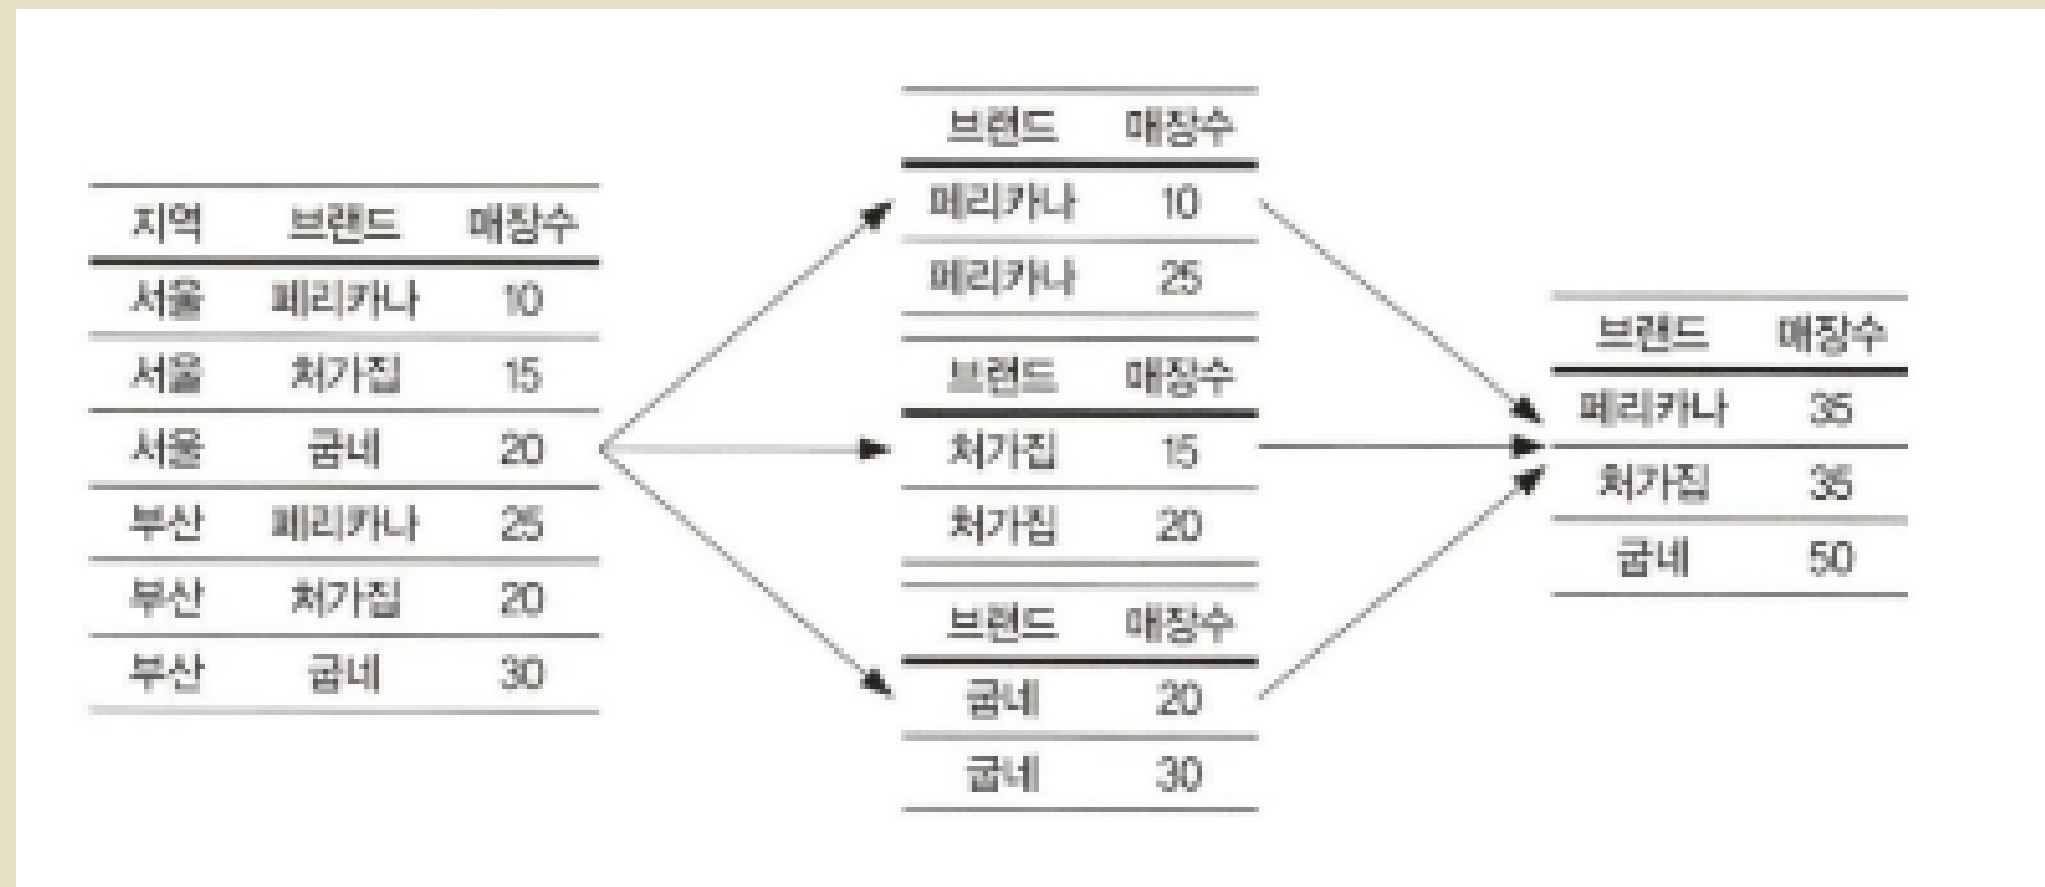 지역 브랜드 매장수
서울 페리카나 10
서울 처가집 15
서울 굽네 20
부산 페리카나 25
부산 처가집 20
부산 굽네 30
브랜드 매장수
페리카나 10
페리카나 25
브랜드 매장수
처가집 15
처가집 20
브랜드 매장수
굽네 20
굽네 30
브랜드 매장수
페리카나 35
처가집 35
굽네 50